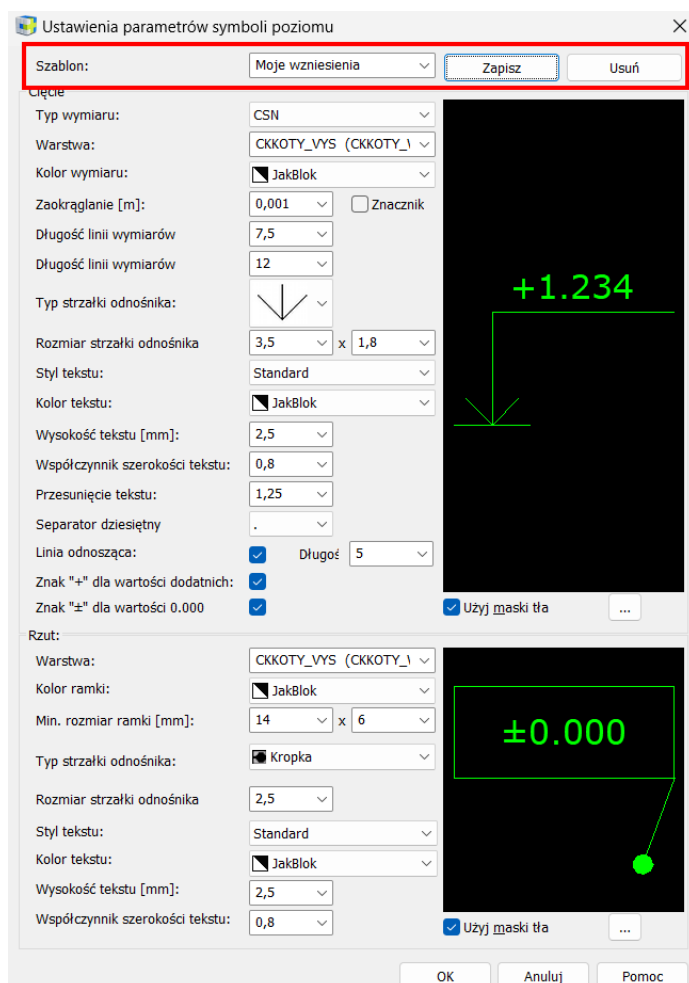 Ustawienia parametrów symboli poziomu
Szablon: Moje wzniesienia Zapisz Usuń
Cięcie
Typ wymiaru: CSN
Warstwa: CKKOTY_VYS (CKKOTY_\
Kolor wymiaru: JakBlok
Zaokrąglanie [m]: 0,001 Znacznik
Długość linii wymiarów 7,5
Długość linii wymiarów 12
+1.234
Typ strzałki odnośnika:
Rozmiar strzałki odnośnika 3,5 x 1,8
Styl tekstu: Standard
Kolor tekstu: JakBlok
Wysokość tekstu [mm]: 2,5
Współczynnik szerokości tekstu: 0,8
Przesunięcie tekstu: 1,25
Separator dziesiętny .
Linia odnosząca: Długoś 5
Znak "+" dla wartości dodatnich:
Znak "±" dla wartości 0.000 Użyj maski tła ...
Rzut:
Warstwa: CKKOTY_VYS (CKKOTY_\
Kolor ramki: JakBlok
Min. rozmiar ramki [mm]: 14 x 6
±0.000
Typ strzałki odnośnika: Kropka
Rozmiar strzałki odnośnika 2,5
Styl tekstu: Standard
Kolor tekstu: JakBlok
Wysokość tekstu [mm]: 2,5
Współczynnik szerokości tekstu: 0,8 Użyj maski tła ...
OK Anuluj Pomoc